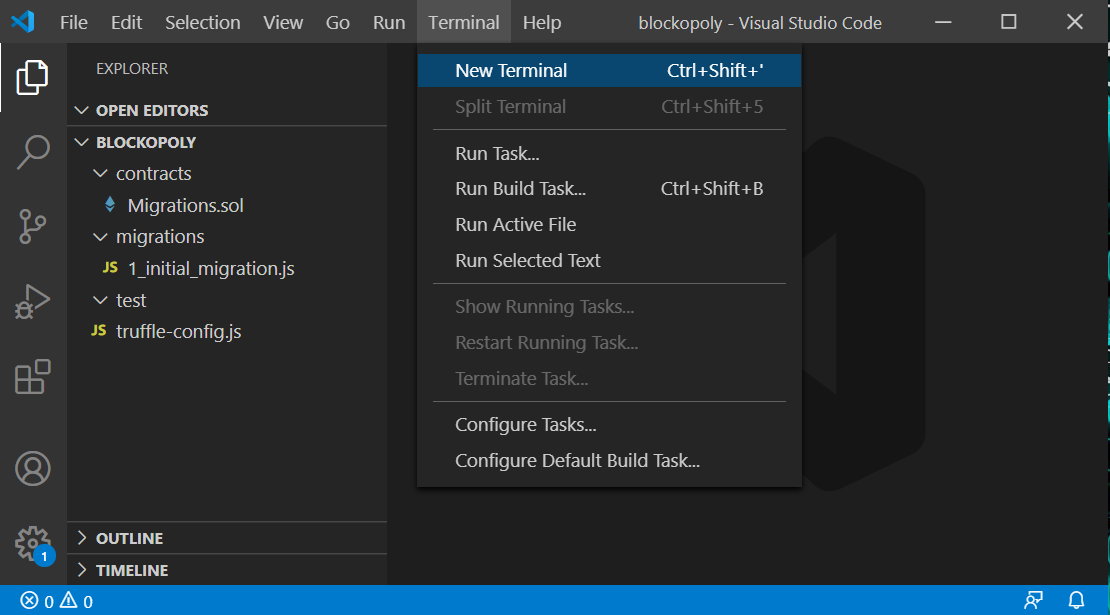 File Edit Selection View Go Run Terminal Help blockopoly - Visual Studio Code
EXPLORER
OPEN EDITORS
BLOCKOPOLY
contracts
Migrations.sol
migrations
JS 1_initial_migration.js
test
JS truffle-config.js
OUTLINE
TIMELINE
New Terminal Ctrl+Shift+'
Split Terminal Ctrl+Shift+5
Run Task...
Run Build Task... Ctrl+Shift+B
Run Active File
Run Selected Text
Show Running Tasks...
Restart Running Task...
Terminate Task...
Configure Tasks...
Configure Default Build Task...
1
0 0